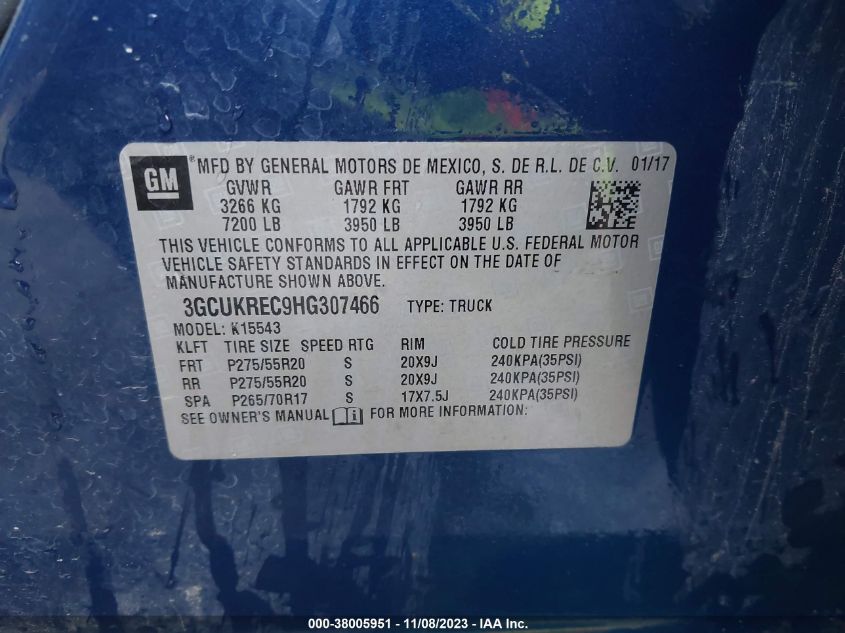 GM ® MFD BY GENERAL MOTORS DE MEXICO, S. DE R.L. DE C.V. 01/17
GVWR GAWR FRT GAWR RR
3266 KG 1792 KG 1792 KG
7200 LB 3950 LB 3950 LB
THIS VEHICLE CONFORMS TO ALL APPLICABLE U.S. FEDERAL MOTOR
VEHICLE SAFETY STANDARDS IN EFFECT ON THE DATE OF
MANUFACTURE SHOWN ABOVE.
3GCUKREC9HG307466 TYPE: TRUCK
MODEL: K15543
KLFT TIRE SIZE SPEED RTG RIM COLD TIRE PRESSURE
FRT P275/55R20 S 20X9J 240KPA(35PSI)
RR P275/55R20 S 20X9J 240KPA(35PSI)
SPA P265/70R17 S 17X7.5J 240KPA(35PSI)
SEE OWNER'S MANUAL i FOR MORE INFORMATION:
000-38005951 - 11/08/2023 - IAA Inc.